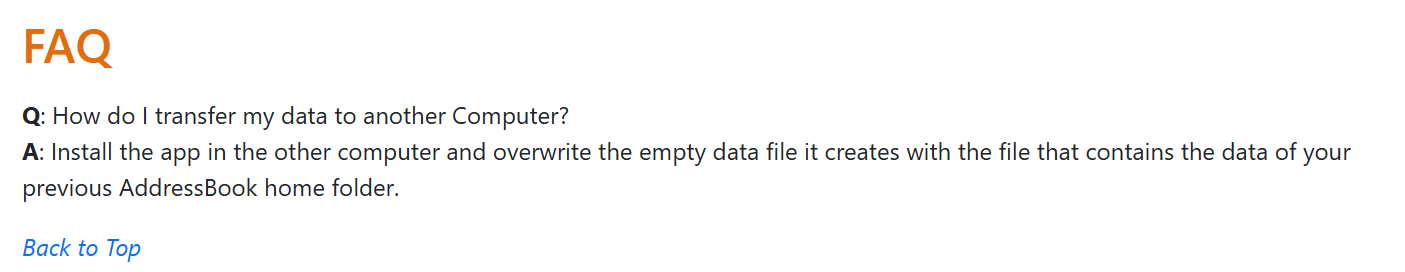 FAQ
Q: How do I transfer my data to another Computer?
A: Install the app in the other computer and overwrite the empty data file it creates with the file that contains the data of your
previous AddressBook home folder.
Back to Top